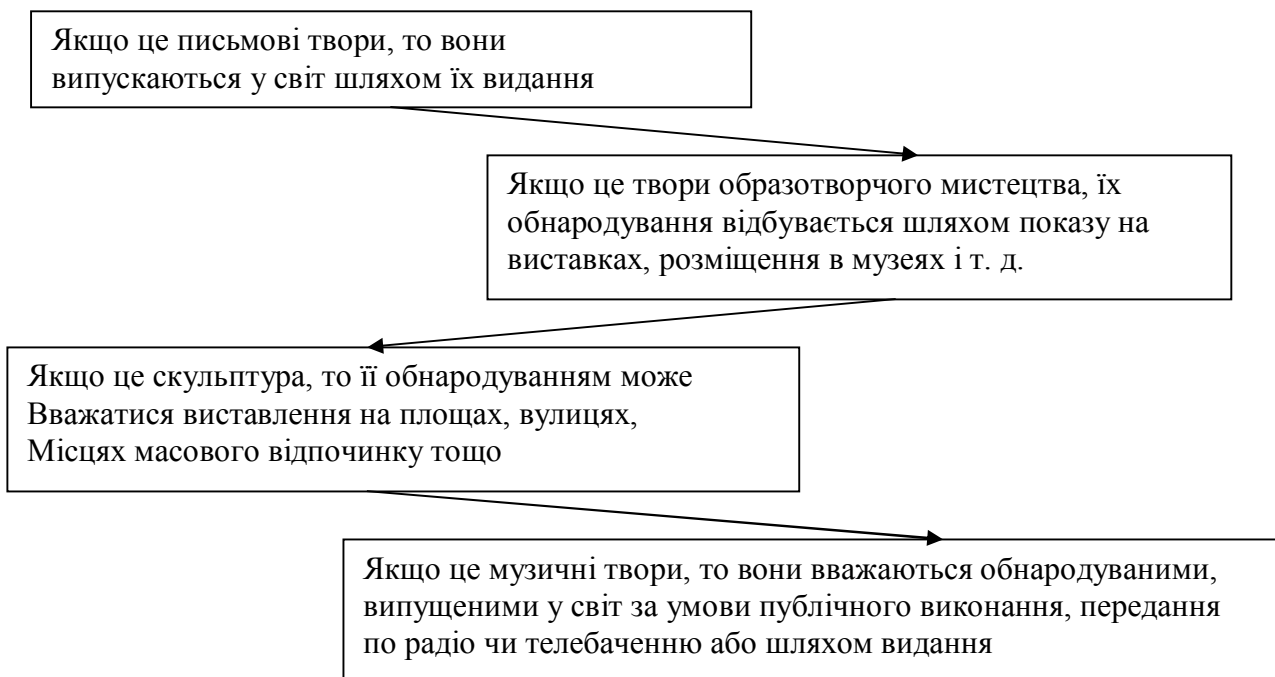 Якщо це письмові твори, то вони
випускаються у світ шляхом їх видання
Якщо це твори образотворчого мистецтва, їх
обнародування відбувається шляхом показу на
виставках, розміщення в музеях і т. д.
Якщо це скульптура, то її обнародуванням може
Вважатися виставлення на площах, вулицях,
Місцях масового відпочинку тощо
Якщо це музичні твори, то вони вважаються обнародуваними,
випущеними у світ за умови публічного виконання, передання
по радіо чи телебаченню або шляхом видання